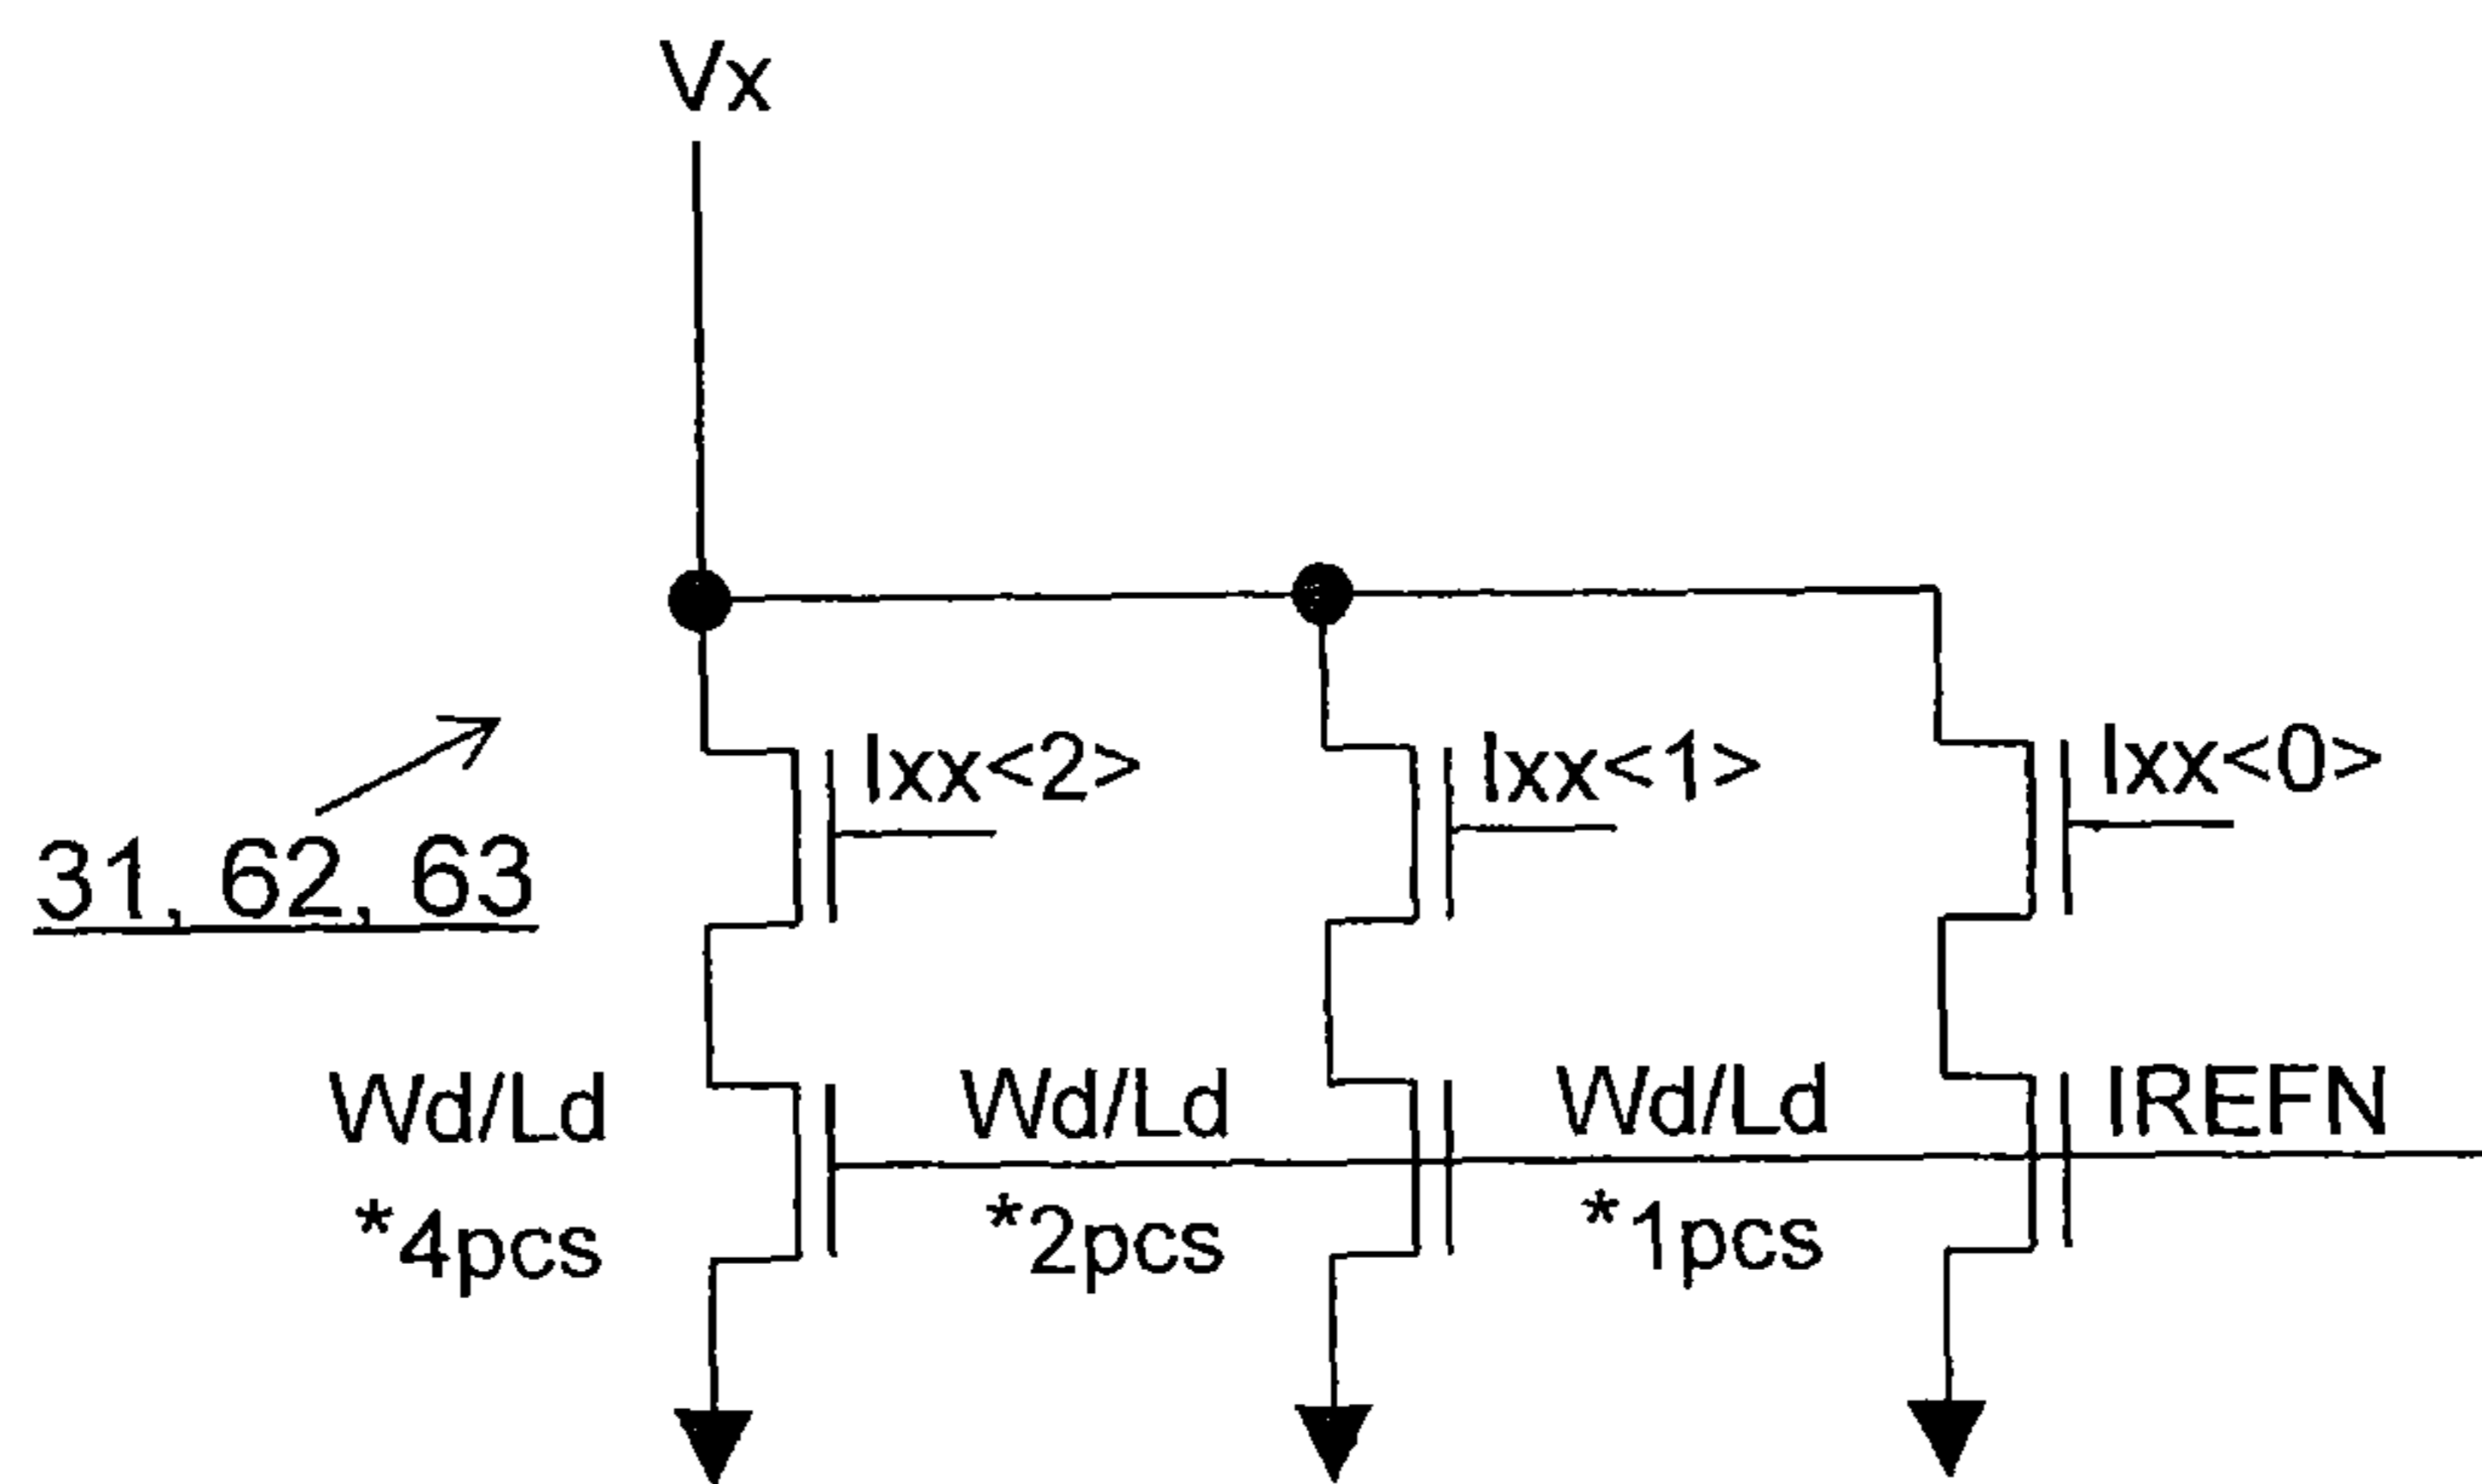 Vx
Ixx<2>
Ixx<1>
Ixx<0>
31, 62, 63
Wd/Ld
*4pcs
Wd/Ld
*2pcs
Wd/Ld
*1pcs
IREFN